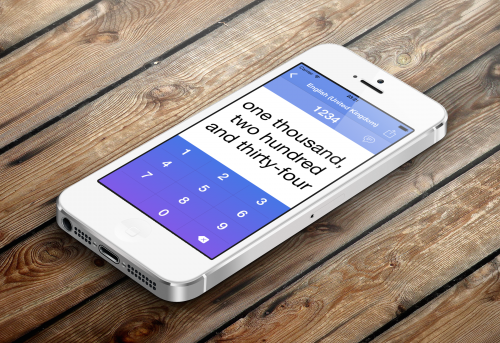 English (United Kingdom)
1234
one thousand,
two hundred
and thirty-four
1 2 3
4 5 6
7 8 9
0